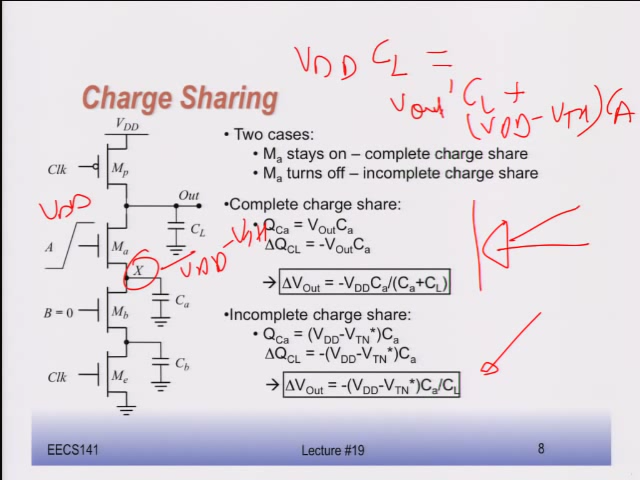 VDD CL =
Vout' CL +
(VDD - VTH) CA
Charge Sharing
VDD
Clk
Mp
Out
VDD
CL
A
Ma
X
VDD - VTH
Ca
B = 0
Mb
Cb
Clk
Me
• Two cases:
• Ma stays on – complete charge share
• Ma turns off – incomplete charge share
•Complete charge share:
• QCa = VOutCa
ΔQCL = -VOutCa
→ ΔVOut = -VDDCa/(Ca+CL)
•Incomplete charge share:
• QCa = (VDD-VTN*)Ca
ΔQCL = -(VDD-VTN*)Ca
→ ΔVOut = -(VDD-VTN*)Ca/CL
EECS141
Lecture #19
8